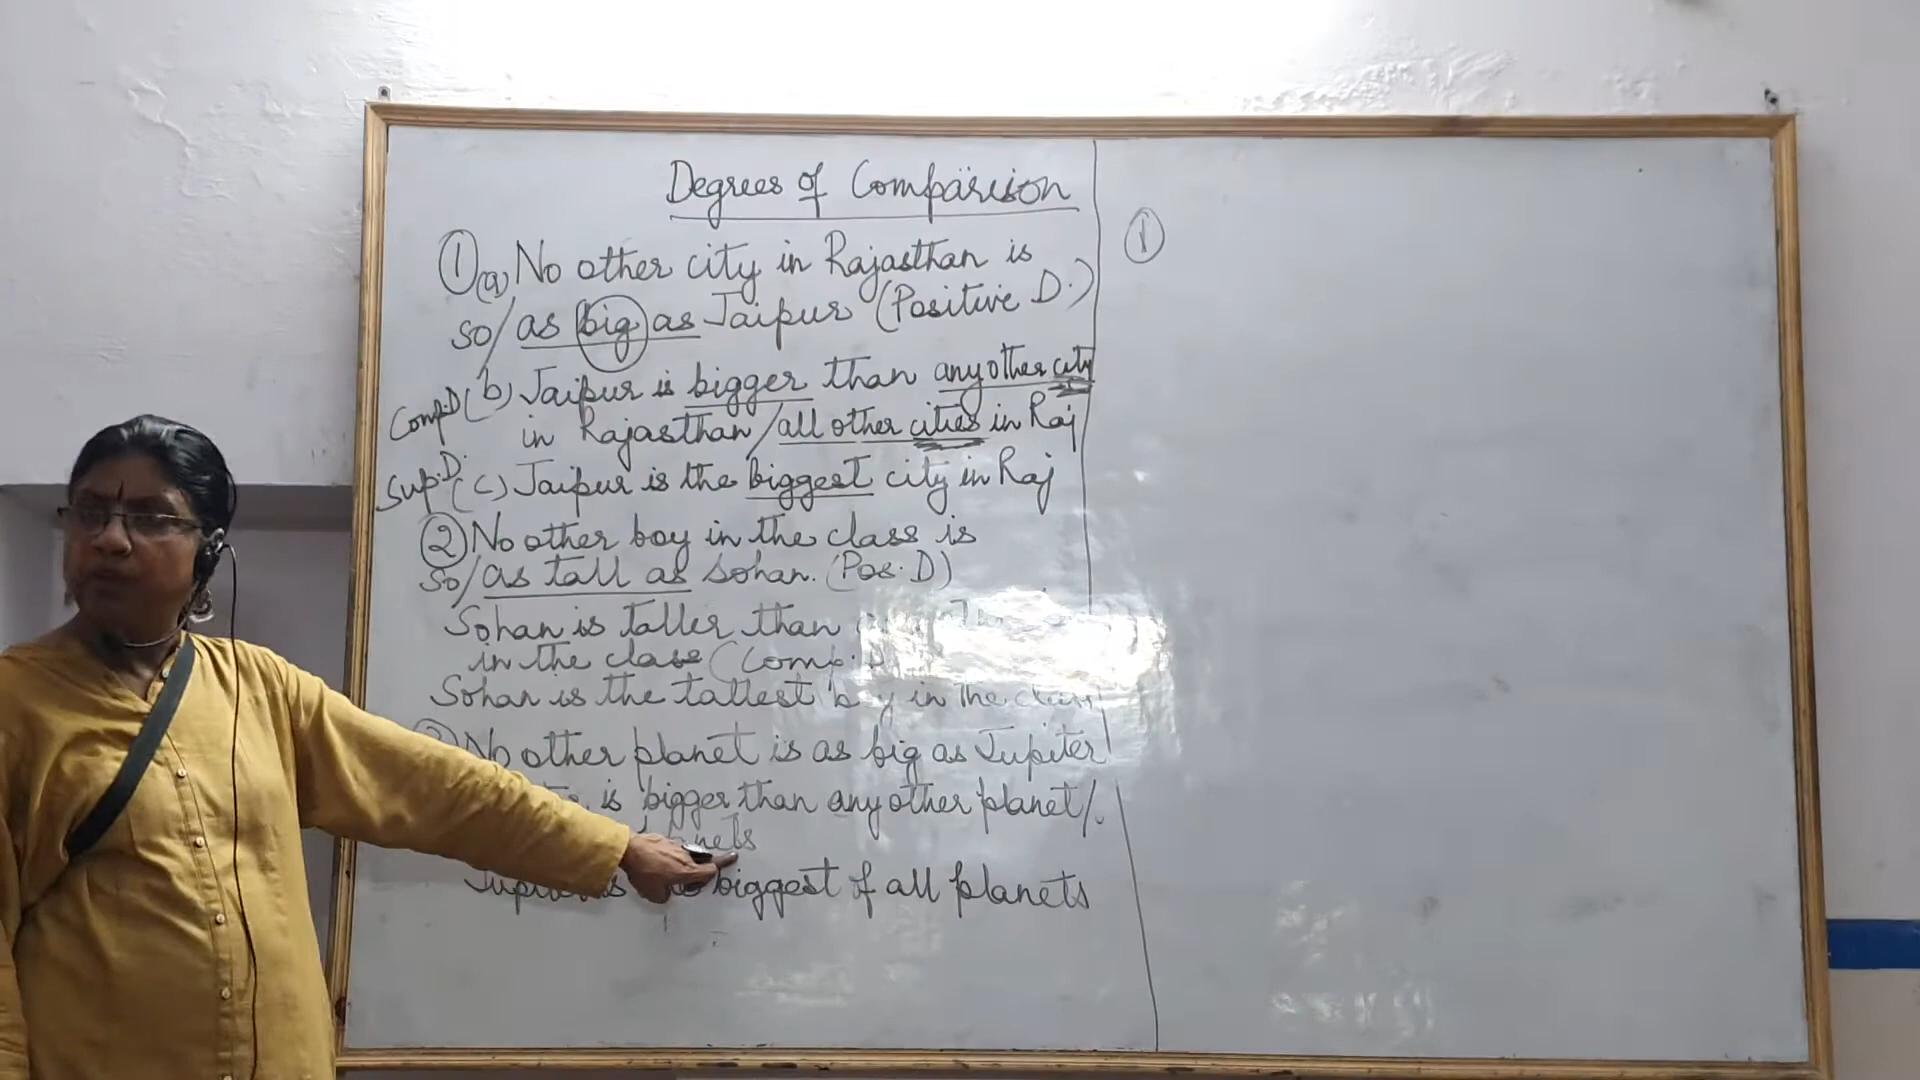 Degrees of Comparision
① (a) No other city in Rajasthan is
so/as big as Jaipur (Positive D.)
Comp.D (b) Jaipur is bigger than any other city
in Rajasthan/all other cities in Raj
Sup.D. (c) Jaipur is the biggest city in Raj
② No other boy in the class is
so/as tall as Sohan. (Pos.D)
Sohan is taller than
in the class (Comp.
Sohan is the tallest boy in the class
No other planet is as big as Jupiter
is bigger than any other planet/.
planets
biggest of all planets
①